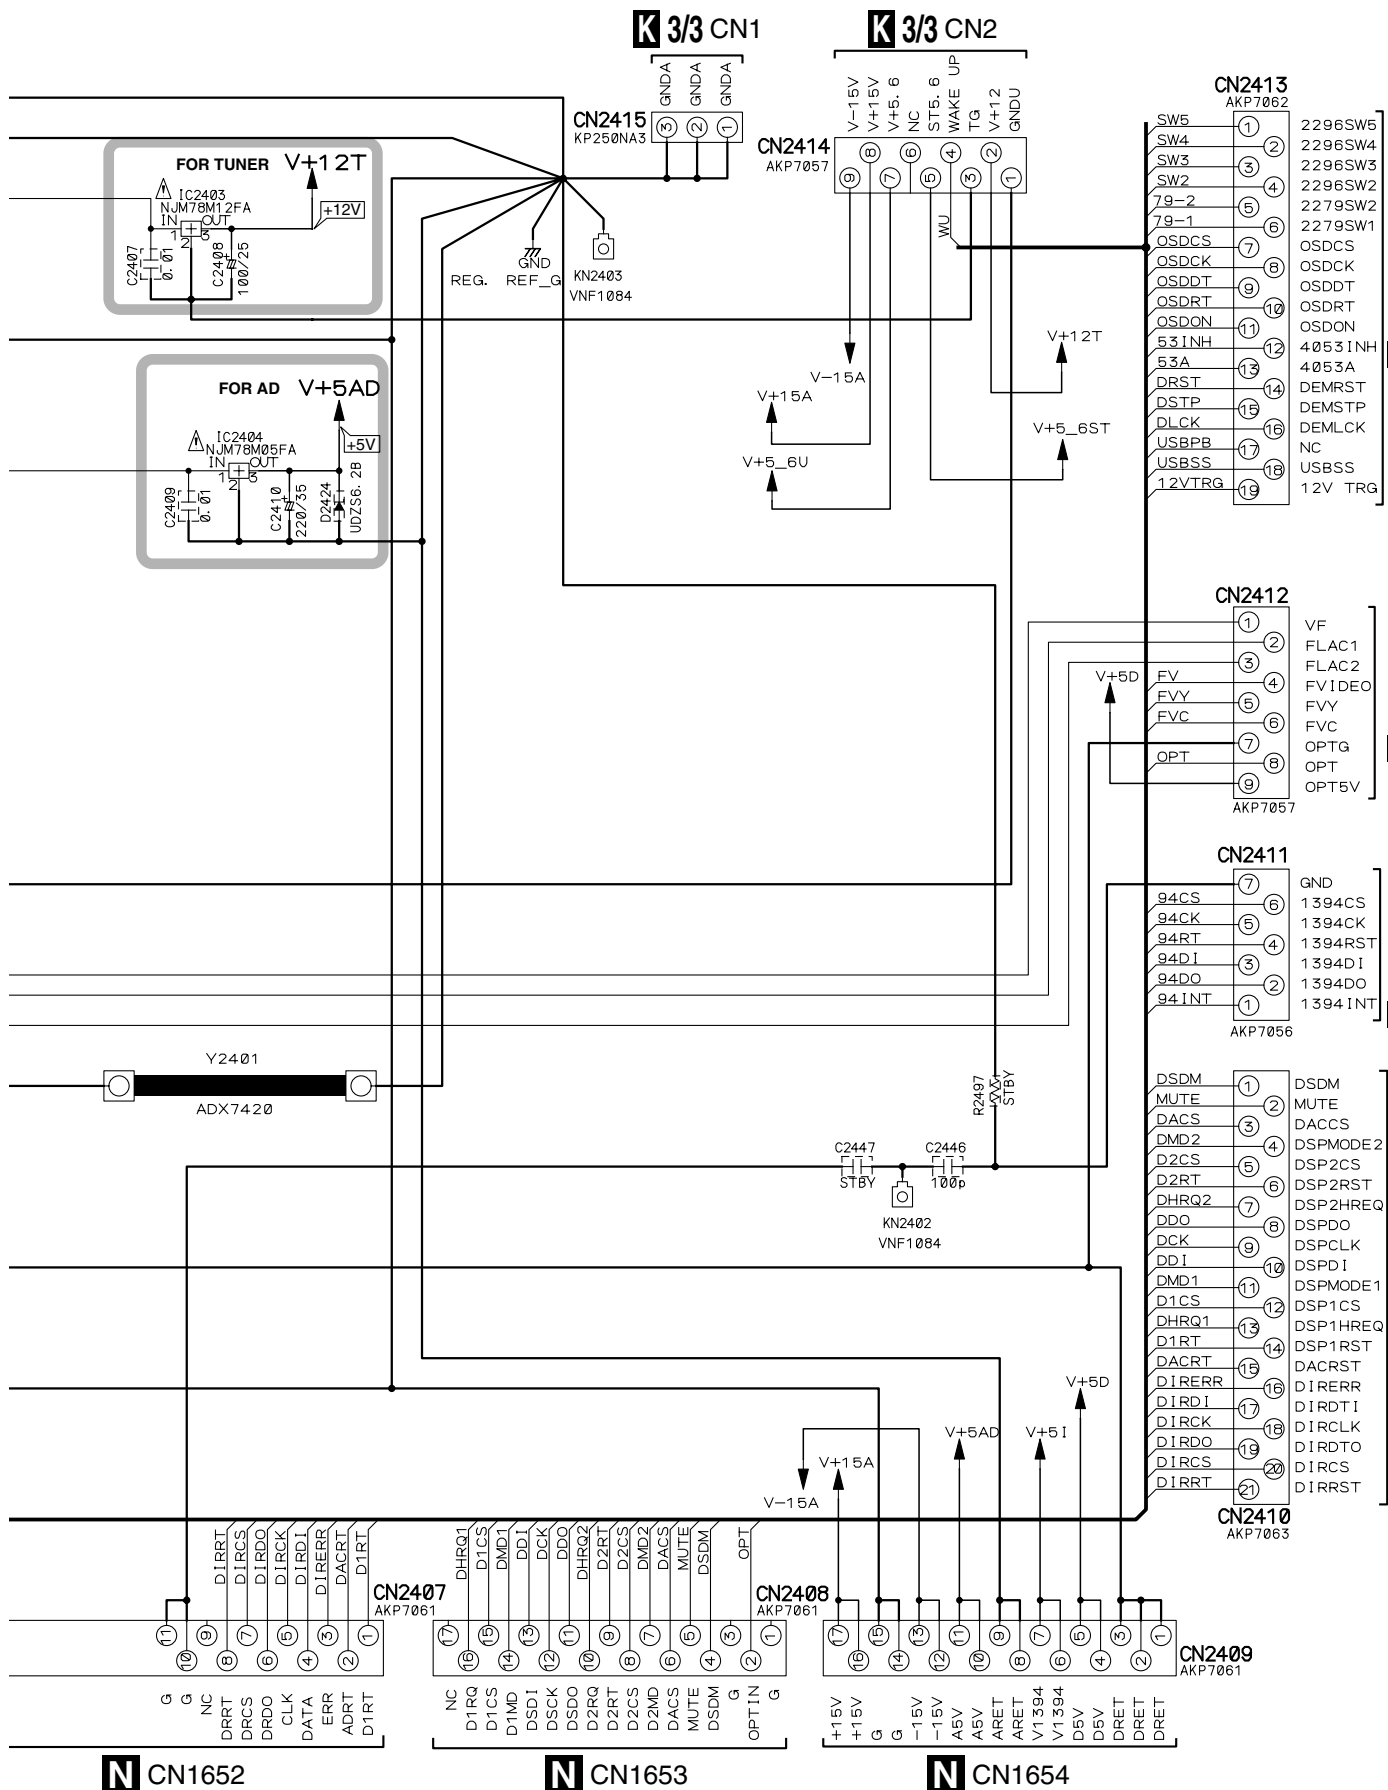 K 3/3 CN1
K 3/3 CN2
GNDA
GNDA
GNDA
CN2415
KP250NA3
3 2 1
V-15V
V+15V
V+5.6
NC
ST5.6
WAKE UP
TG
V+12
GNDU
CN2414
AKP7057
9 8 7 6 5 4 3 2 1
WU
FOR TUNER V+12T
IC2403
NJM78M12FA
IN OUT
1 2 3
+12V
C2407
0.01
C2408
100/25
REG.
GND
REF_G
KN2403
VNF1084
FOR AD V+5AD
IC2404
NJM78M05FA
IN OUT
1 2 3
+5V
C2409
0.01
C2410
220/35
D2424
UDZS6.2B
V-15A
V+15A
V+5_6U
V+12T
V+5_6ST
CN2413
AKP7062
SW5 1 2296SW5
SW4 2 2296SW4
SW3 3 2296SW3
SW2 4 2296SW2
79-2 5 2279SW2
79-1 6 2279SW1
OSDCS 7 OSDCS
OSDCK 8 OSDCK
OSDDT 9 OSDDT
OSDRT 10 OSDRT
OSDON 11 OSDON
53INH 12 4053INH
53A 13 4053A
DRST 14 DEMRST
DSTP 15 DEMSTP
DLCK 16 DEMLCK
USBPB 17 NC
USBSS 18 USBSS
12VTRG 19 12V TRG
CN2412
1 VF
2 FLAC1
3 FLAC2
V+5D
FV 4 FVIDEO
FVY 5 FVY
FVC 6 FVC
7 OPTG
OPT 8 OPT
9 OPT5V
AKP7057
CN2411
7 GND
94CS 6 1394CS
94CK 5 1394CK
94RT 4 1394RST
94DI 3 1394DI
94DO 2 1394DO
94INT 1 1394INT
AKP7056
Y2401
ADX7420
R2497
STBY
C2447
STBY
C2446
100p
KN2402
VNF1084
DSDM 1 DSDM
MUTE 2 MUTE
DACS 3 DACCS
DMD2 4 DSPMODE2
D2CS 5 DSP2CS
D2RT 6 DSP2RST
DHRQ2 7 DSP2HREQ
DDO 8 DSPDO
DCK 9 DSPCLK
DDI 10 DSPDI
DMD1 11 DSPMODE1
D1CS 12 DSP1CS
DHRQ1 13 DSP1HREQ
D1RT 14 DSP1RST
DACRT 15 DACRST
DIRERR 16 DIRERR
DIRDI 17 DIRDTI
DIRCK 18 DIRCLK
DIRDO 19 DIRDTO
DIRCS 20 DIRCS
DIRRT 21 DIRRST
CN2410
AKP7063
V-15A
V+15A
V+5AD
V+5I
V+5D
DIRRT
DIRCS
DIRDO
DIRCK
DIRDI
DIRERR
DACRT
D1RT
CN2407
AKP7061
11 10 9 8 7 6 5 4 3 2 1
G
G
NC
DRRT
DRCS
DRDO
CLK
DATA
ERR
ADRT
D1RT
N CN1652
DHRQ1
D1CS
DMD1
DDI
DCK
DDO
DHRQ2
D2RT
D2CS
DMD2
DACS
MUTE
DSDM
OPT
CN2408
AKP7061
17 16 15 14 13 12 11 10 9 8 7 6 5 4 3 2 1
NC
D1RQ
D1CS
D1MD
DSDI
DSCK
DSDO
D2RQ
D2RT
D2CS
D2MD
DACS
MUTE
DSDM
G
OPTIN
G
N CN1653
17 16 15 14 13 12 11 10 9 8 7 6 5 4 3 2 1
CN2409
AKP7061
+15V
+15V
G
G
-15V
-15V
A5V
A5V
ARET
ARET
V1394
V1394
D5V
D5V
DRET
DRET
DRET
N CN1654